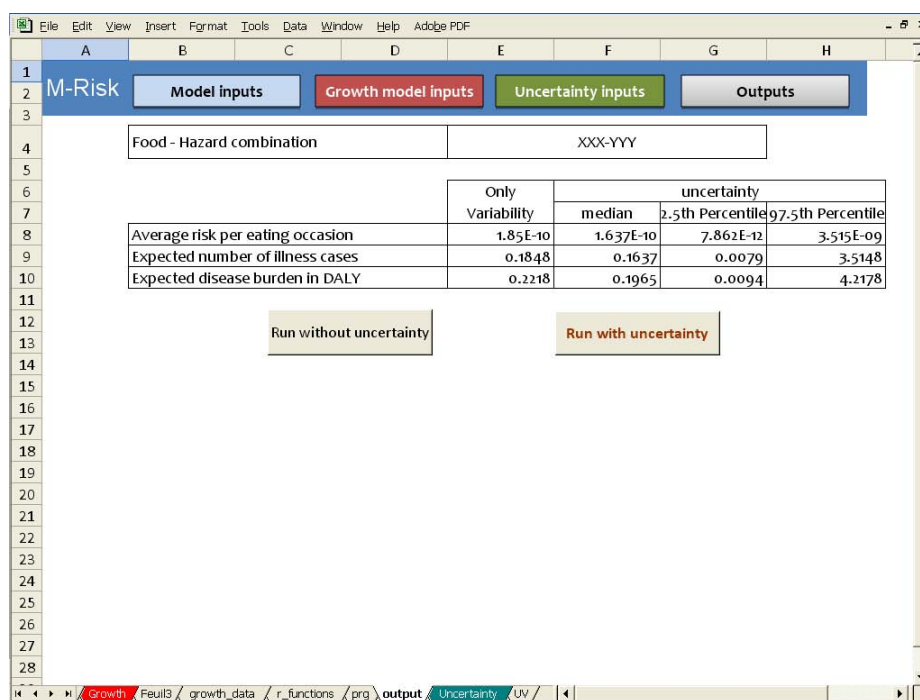 File Edit View Insert Format Tools Data Window Help Adobe PDF
A B C D E F G H
1
2 M-Risk Model inputs Growth model inputs Uncertainty inputs Outputs
3
4 Food - Hazard combination XXX-YYY
5
6 Only uncertainty
7 Variability median 2.5th Percentile 97.5th Percentile
8 Average risk per eating occasion 1.85E-10 1.637E-10 7.862E-12 3.515E-09
9 Expected number of illness cases 0.1848 0.1637 0.0079 3.5148
10 Expected disease burden in DALY 0.2218 0.1965 0.0094 4.2178
11
12
Run without uncertainty Run with uncertainty
13
14
15
16
17
18
19
20
21
22
23
24
25
26
27
28
Growth Feuil3 growth_data r_functions prg output Uncertainty UV